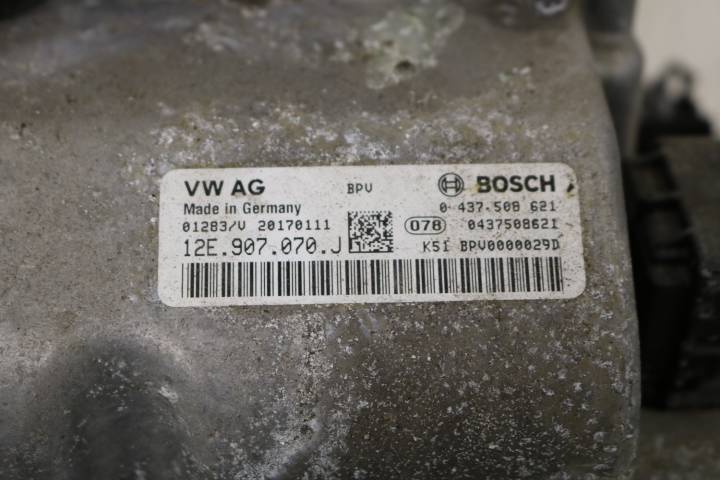 VW AG BPV BOSCH
Made in Germany 0 437 508 621
01283/V 20170111 078 0437508621
12E.907.070.J K51 BPV0000029D